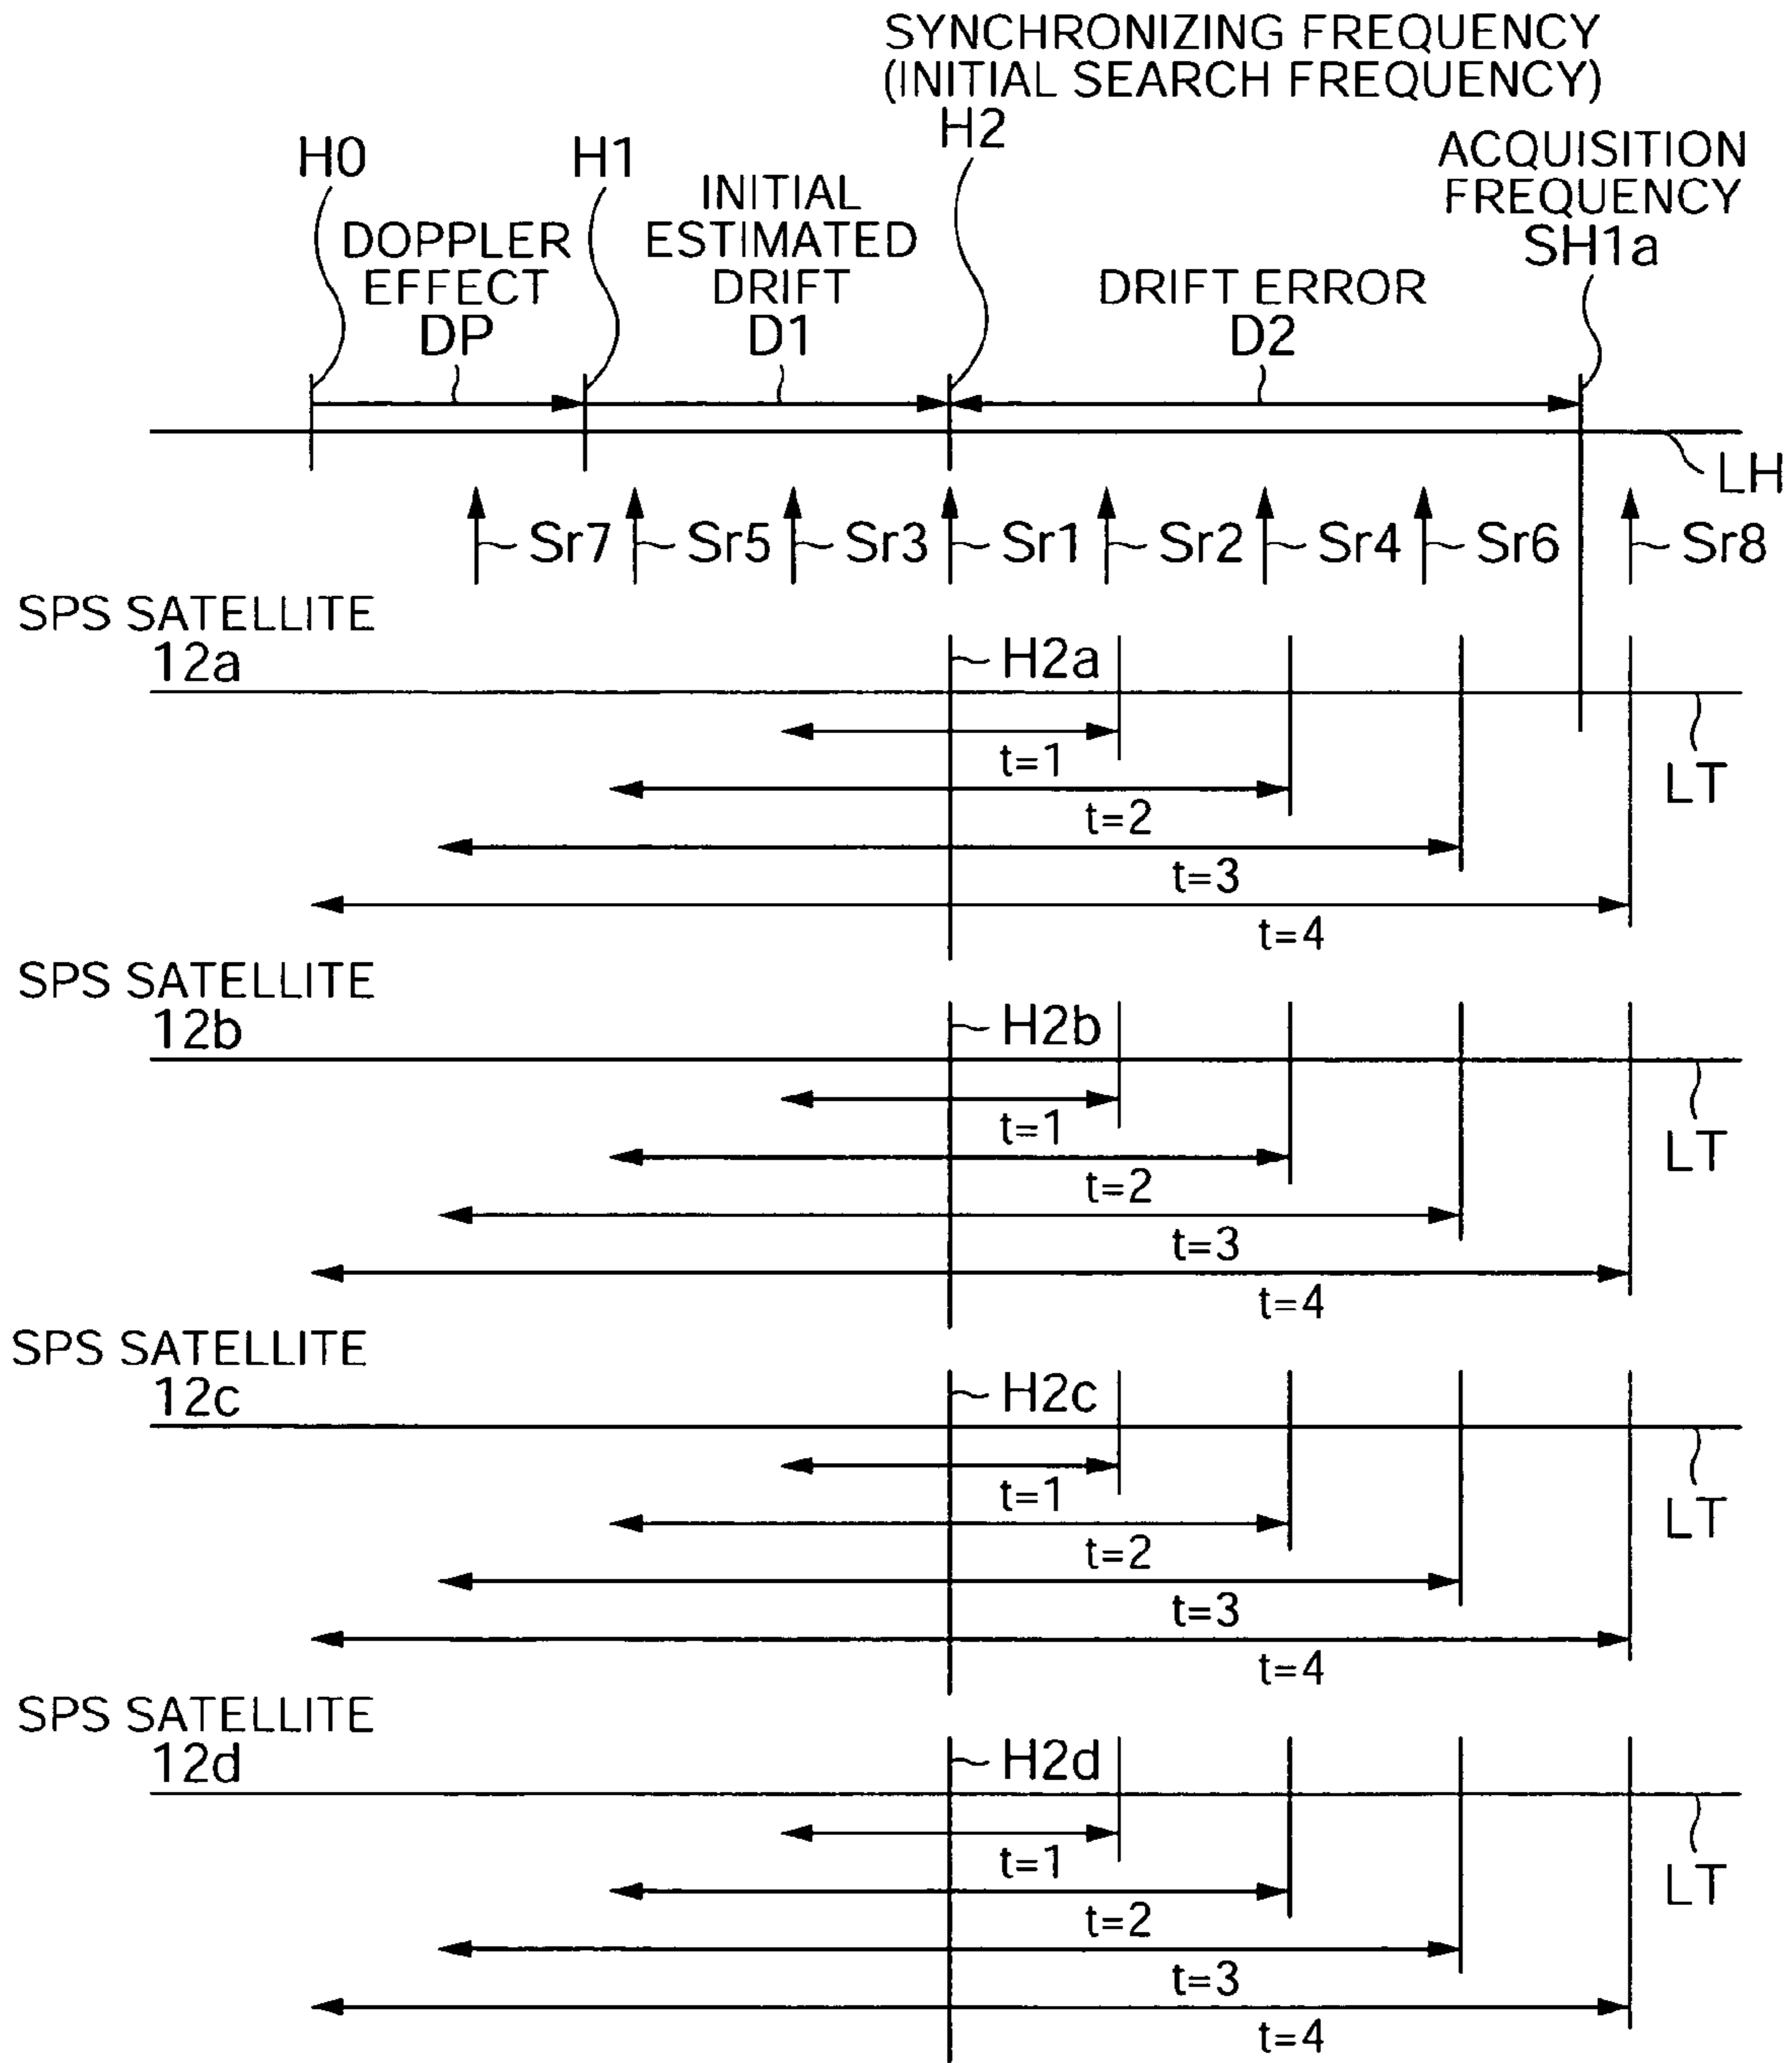 SYNCHRONIZING FREQUENCY
(INITIAL SEARCH FREQUENCY)
H2
H0
H1
ACQUISITION
FREQUENCY
SH1a
DOPPLER
EFFECT
DP
INITIAL
ESTIMATED
DRIFT
D1
DRIFT ERROR
D2
LH
Sr7 Sr5 Sr3 Sr1 Sr2 Sr4 Sr6 Sr8
SPS SATELLITE
12a
H2a
t=1
LT
t=2
t=3
t=4
SPS SATELLITE
12b
H2b
t=1
LT
t=2
t=3
t=4
SPS SATELLITE
12c
H2c
t=1
LT
t=2
t=3
t=4
SPS SATELLITE
12d
H2d
t=1
LT
t=2
t=3
t=4